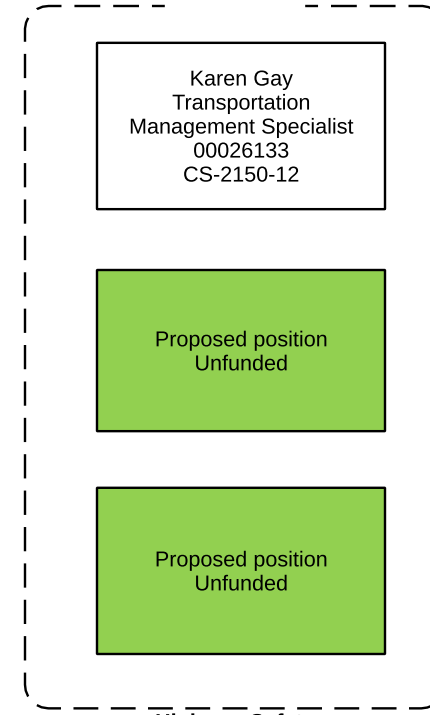 Karen Gay
Transportation
Management Specialist
00026133
CS-2150-12
Proposed position
Unfunded
Proposed position
Unfunded